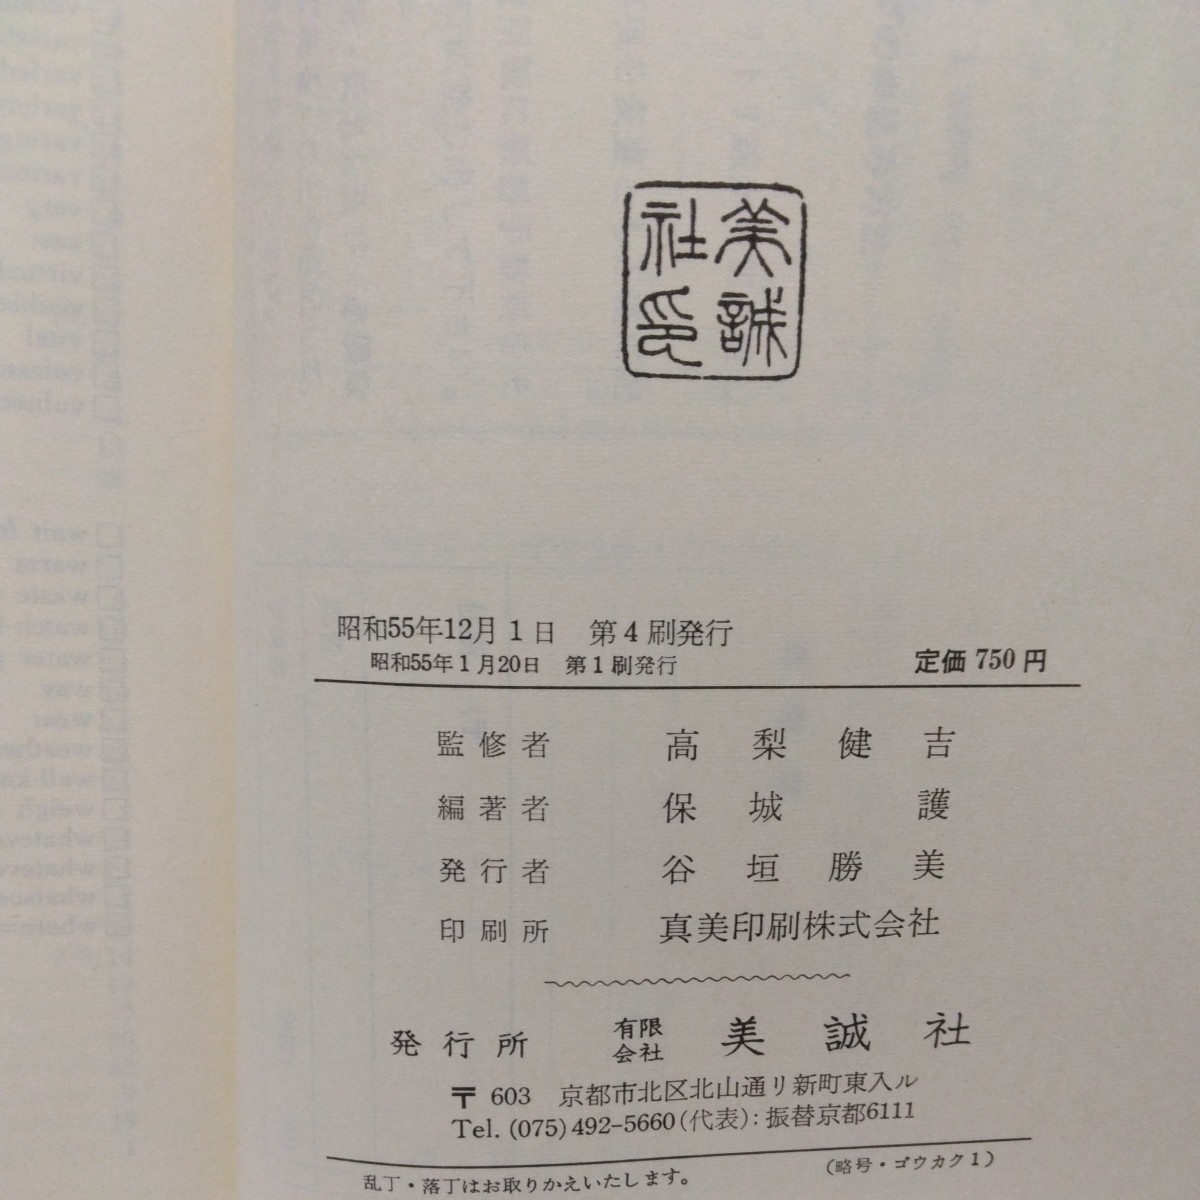 美誠社印
昭和55年12月1日 第4刷発行
昭和55年1月20日 第1刷発行
定価750円
監修者 高梨健吉
編著者 保城護
発行者 谷垣勝美
印刷所 真美印刷株式会社
発行所 有限会社 美誠社
〒603 京都市北区北山通リ新町東入ル
Tel. (075)492-5660(代表): 振替京都6111
(略号・ゴウカク1)
乱丁・落丁はお取りかえいたします。